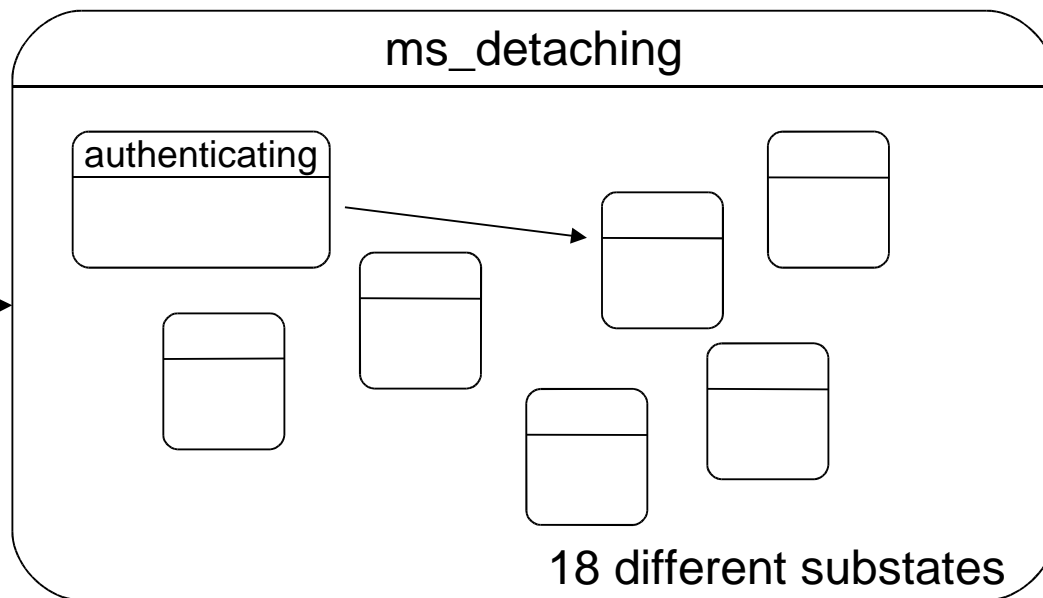 ms_detaching
authenticating
18 different substates